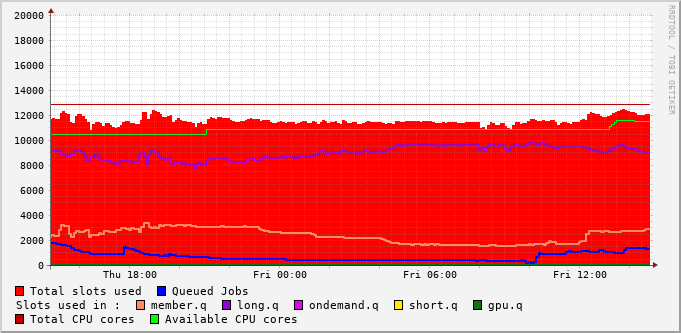 RRDTOOL / TOBI OETIKER
20000
18000
16000
14000
12000
10000
8000
6000
4000
2000
0
Thu 18:00 Fri 00:00 Fri 06:00 Fri 12:00
Total slots used Queued Jobs
Slots used in : member.q long.q ondemand.q short.q gpu.q
Total CPU cores Available CPU cores